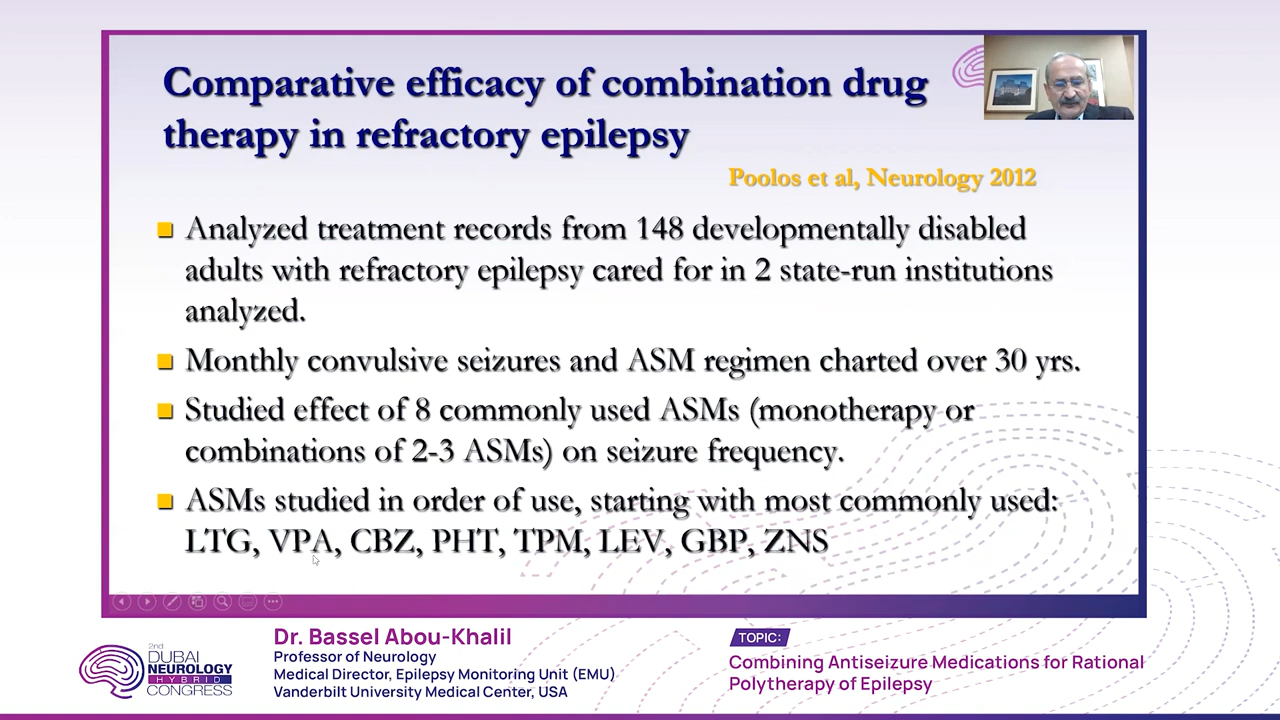 Comparative efficacy of combination drug
therapy in refractory epilepsy
Poolos et al, Neurology 2012
Analyzed treatment records from 148 developmentally disabled
adults with refractory epilepsy cared for in 2 state-run institutions
analyzed.
Monthly convulsive seizures and ASM regimen charted over 30 yrs.
Studied effect of 8 commonly used ASMs (monotherapy or
combinations of 2-3 ASMs) on seizure frequency.
ASMs studied in order of use, starting with most commonly used:
LTG, VPA, CBZ, PHT, TPM, LEV, GBP, ZNS
2nd
DUBAI
NEUROLOGY
HYBRID
CONGRESS
Dr. Bassel Abou-Khalil
Professor of Neurology
Medical Director, Epilepsy Monitoring Unit (EMU)
Vanderbilt University Medical Center, USA
TOPIC:
Combining Antiseizure Medications for Rational
Polytherapy of Epilepsy